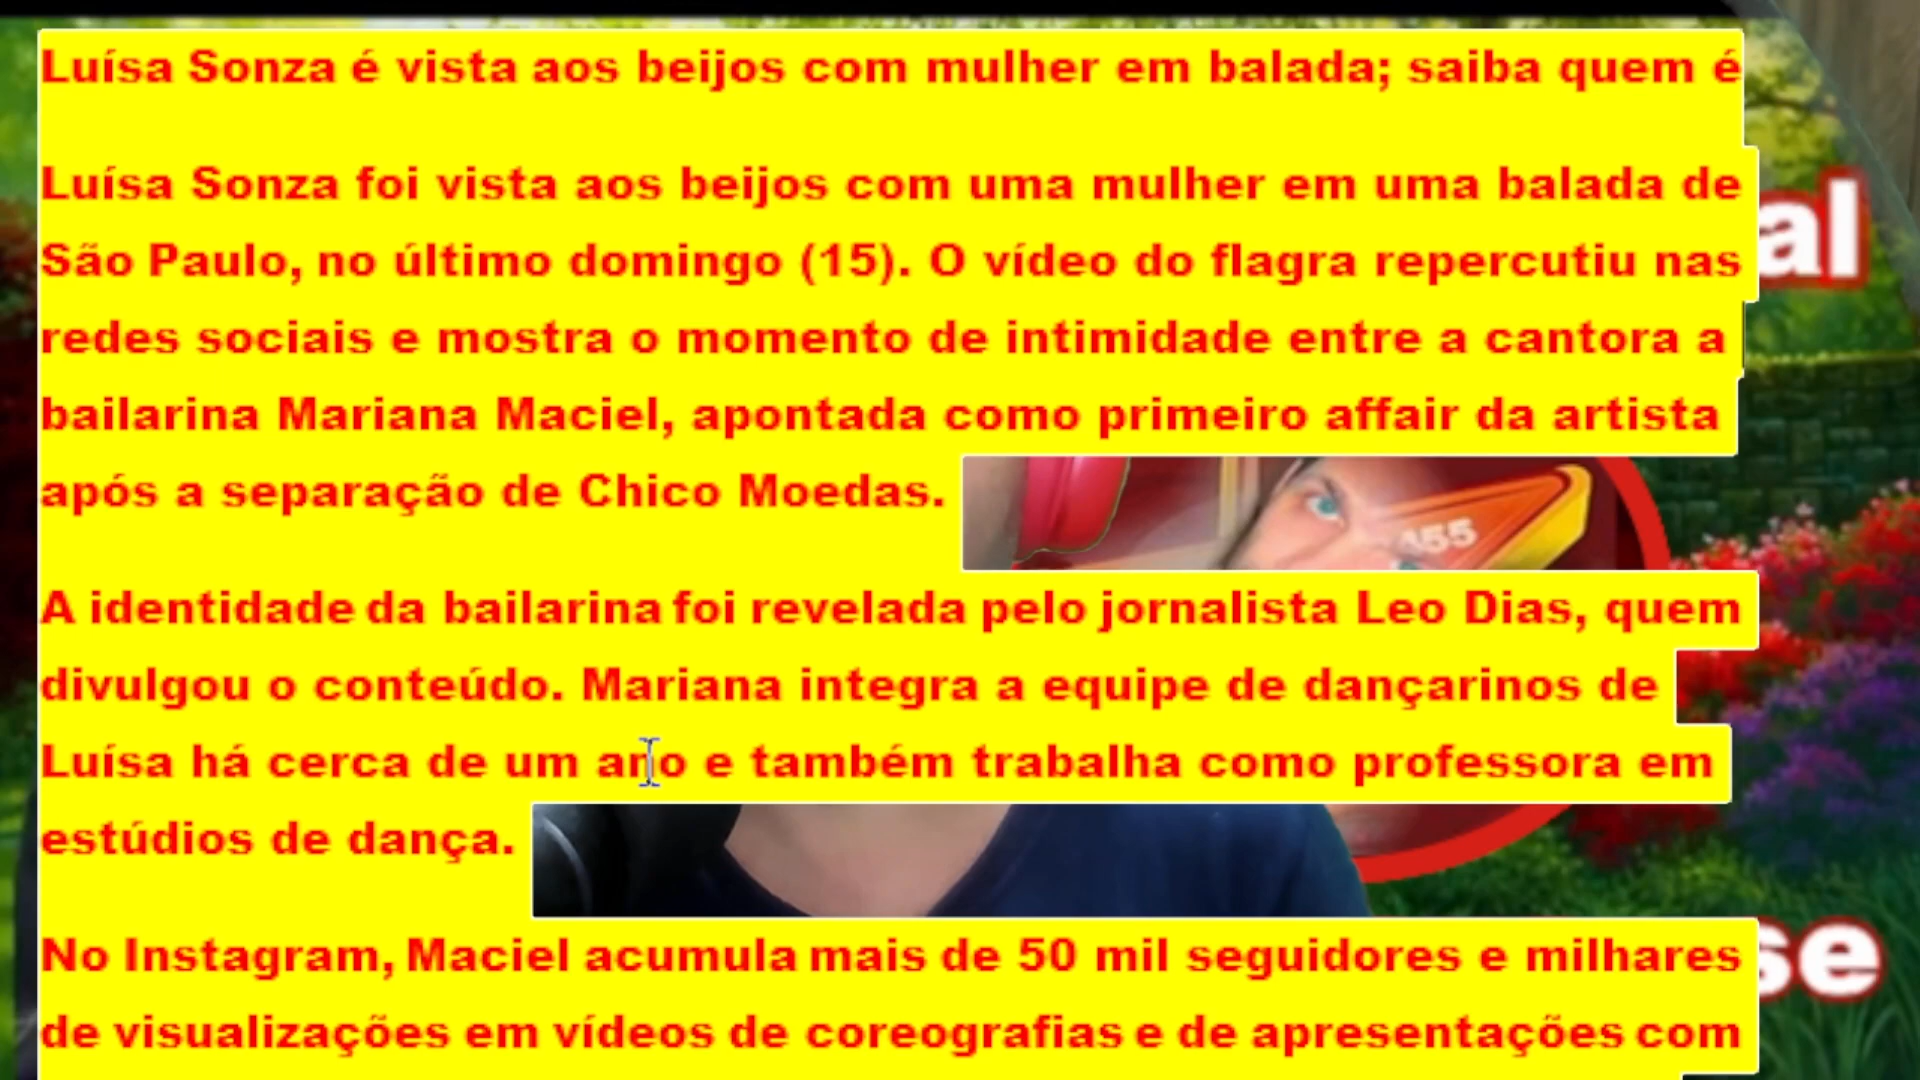 Luísa Sonza é vista aos beijos com mulher em balada; saiba quem é
Luísa Sonza foi vista aos beijos com uma mulher em uma balada de
São Paulo, no último domingo (15). O vídeo do flagra repercutiu nas
redes sociais e mostra o momento de intimidade entre a cantora a
bailarina Mariana Maciel, apontada como primeiro affair da artista
após a separação de Chico Moedas.
A identidade da bailarina foi revelada pelo jornalista Leo Dias, quem
divulgou o conteúdo. Mariana integra a equipe de dançarinos de
Luísa há cerca de um ano e também trabalha como professora em
estúdios de dança.
No Instagram, Maciel acumula mais de 50 mil seguidores e milhares
de visualizações em vídeos de coreografias e de apresentações com